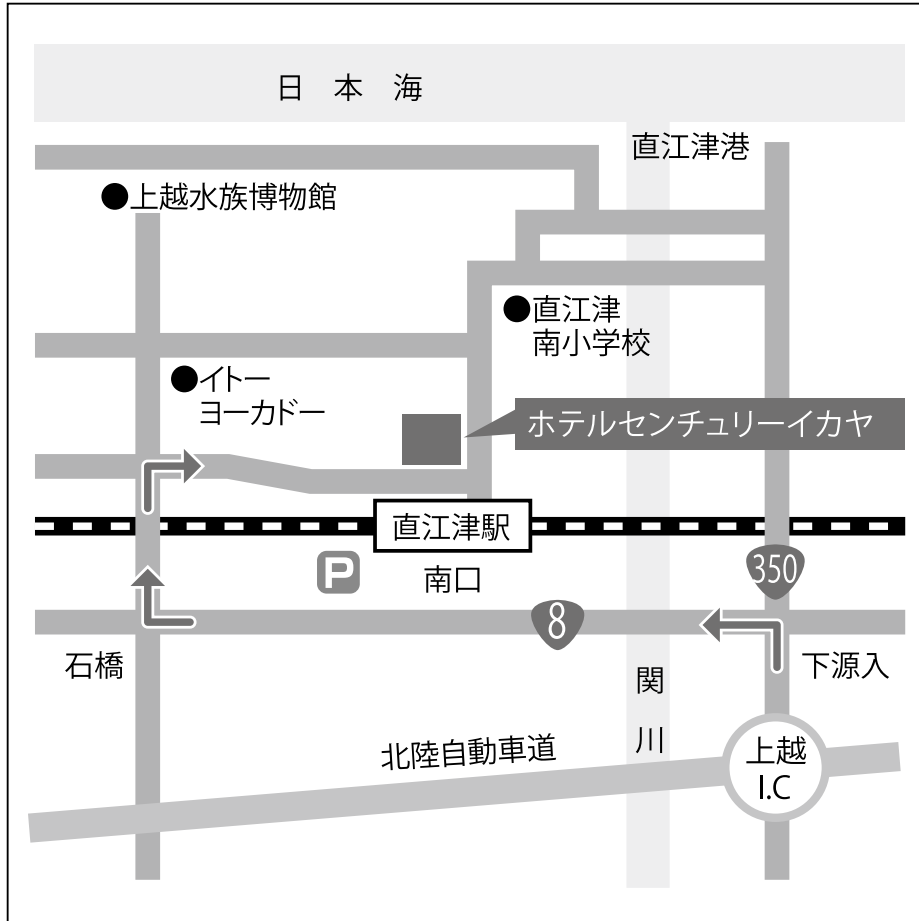 日本海
直江津港
上越水族博物館
直江津
南小学校
イトー
ヨーカドー
ホテルセンチュリーイカヤ
直江津駅
P
南口
350
8
石橋
下源入
関川
北陸自動車道
上越
I.C